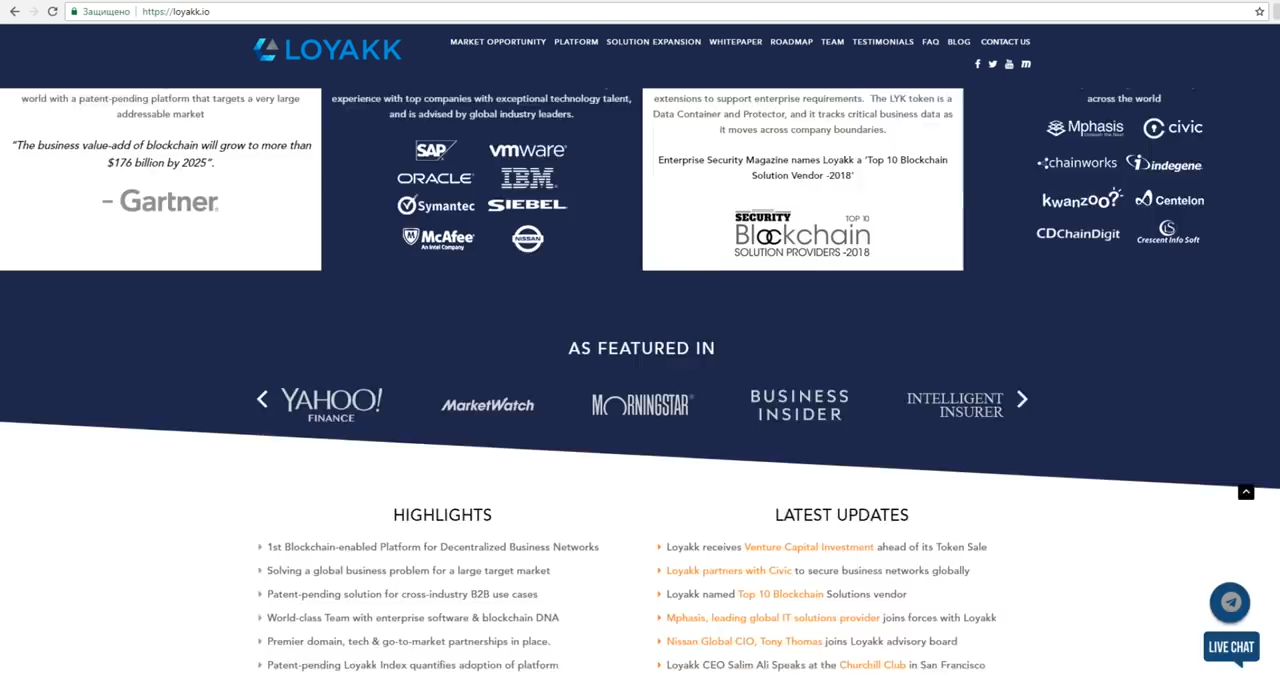 Защищено
https://loyakk.io
LOYAKK
MARKET OPPORTUNITY PLATFORM SOLUTION EXPANSION WHITEPAPER ROADMAP TEAM TESTIMONIALS FAQ BLOG CONTACT US
world with a patent-pending platform that targets a very large
addressable market
"The business value-add of blockchain will grow to more than
$176 billion by 2025".
– Gartner
experience with top companies with exceptional technology talent,
and is advised by global industry leaders.
SAP vmware
ORACLE IBM
Symantec SIEBEL
McAfee NISSAN
An Intel Company
extensions to support enterprise requirements. The LYK token is a
Data Container and Protector, and it tracks critical business data as
it moves across company boundaries.
Enterprise Security Magazine names Loyakk a 'Top 10 Blockchain
Solution Vendor -2018'
SECURITY TOP 10
Blockchain
SOLUTION PROVIDERS -2018
across the world
Mphasis civic
chainworks indegene
kwanzoo? Centelon
CDChainDigit Crescent Info Soft
AS FEATURED IN
YAHOO! FINANCE
MarketWatch
MORNINGSTAR
BUSINESS INSIDER
INTELLIGENT INSURER
HIGHLIGHTS
1st Blockchain-enabled Platform for Decentralized Business Networks
Solving a global business problem for a large target market
Patent-pending solution for cross-industry B2B use cases
World-class Team with enterprise software & blockchain DNA
Premier domain, tech & go-to-market partnerships in place.
Patent-pending Loyakk Index quantifies adoption of platform
LATEST UPDATES
Loyakk receives Venture Capital Investment ahead of its Token Sale
Loyakk partners with Civic to secure business networks globally
Loyakk named Top 10 Blockchain Solutions vendor
Mphasis, leading global IT solutions provider joins forces with Loyakk
Nissan Global CIO, Tony Thomas joins Loyakk advisory board
Loyakk CEO Salim Ali Speaks at the Churchill Club in San Francisco
LIVE CHAT